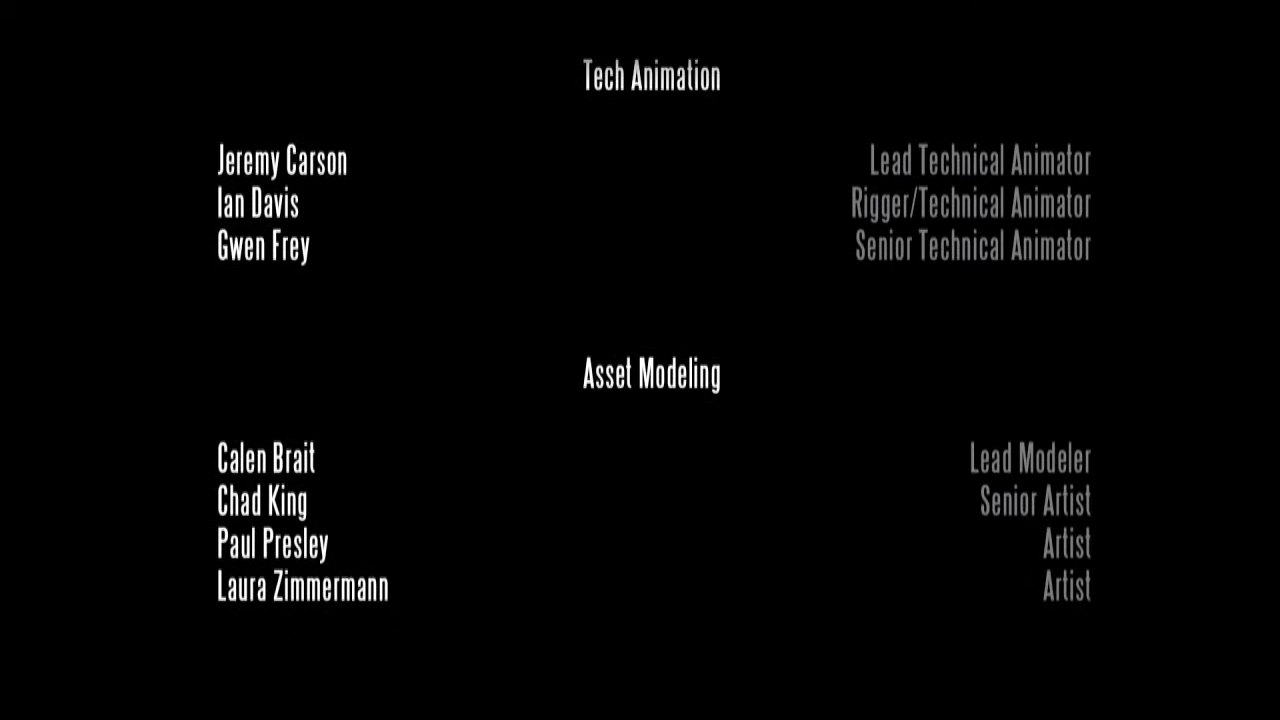 Tech Animation
Jeremy Carson Lead Technical Animator
Ian Davis Rigger/Technical Animator
Gwen Frey Senior Technical Animator
Asset Modeling
Calen Brait Lead Modeler
Chad King Senior Artist
Paul Presley Artist
Laura Zimmermann Artist